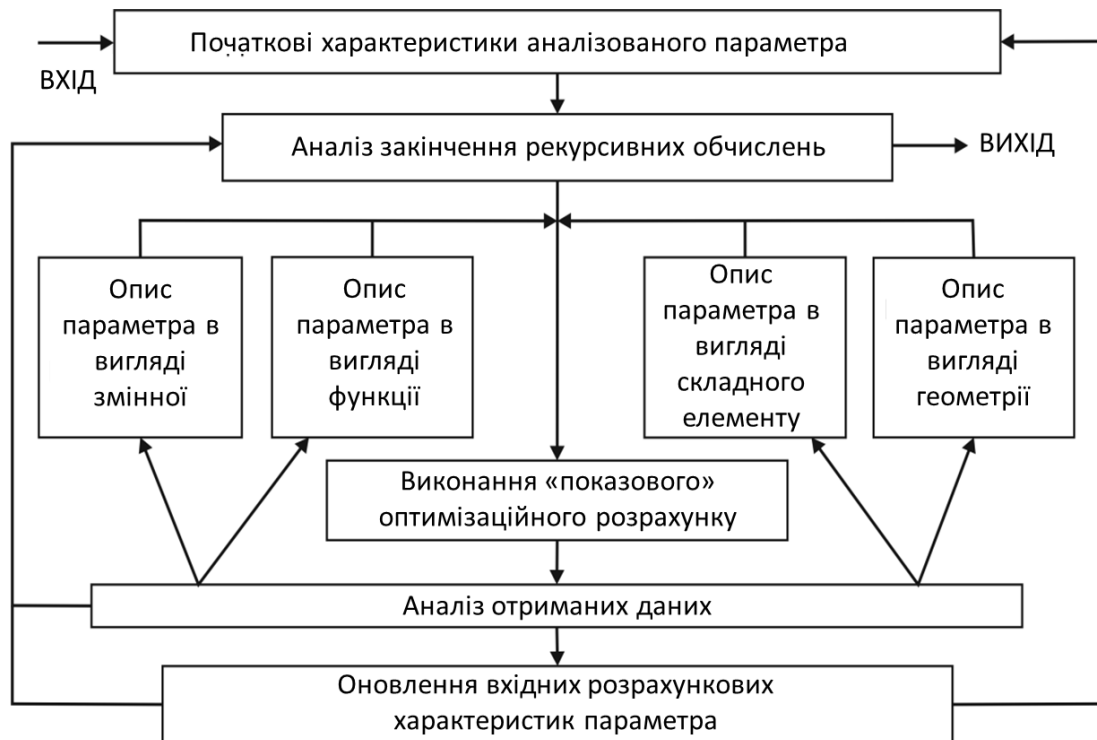 Початкові характеристики аналізованого параметра
ВХІД
Аналіз закінчення рекурсивних обчислень
ВИХІД
Опис
параметра в
вигляді
змінної
Опис
параметра в
вигляді
функції
Опис
параметра в
вигляді
складного
елементу
Опис
параметра в
вигляді
геометрії
Виконання «показового»
оптимізаційного розрахунку
Аналіз отриманих даних
Оновлення вхідних розрахункових
характеристик параметра